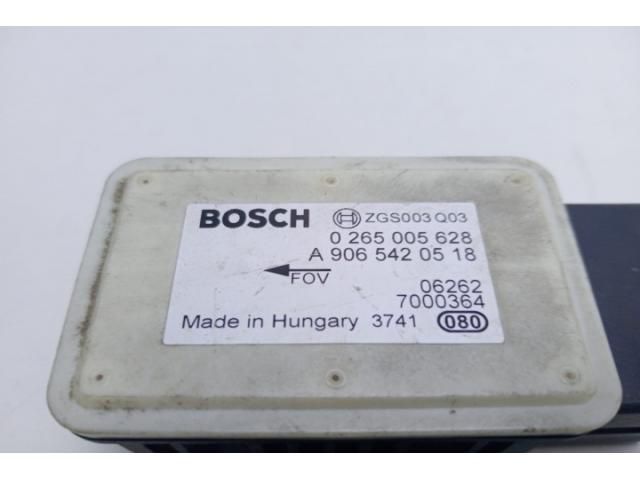 BOSCH ZGS003 Q03
0 265 005 628
A 906 542 05 18
FOV
06262
7000364
Made in Hungary 3741 080